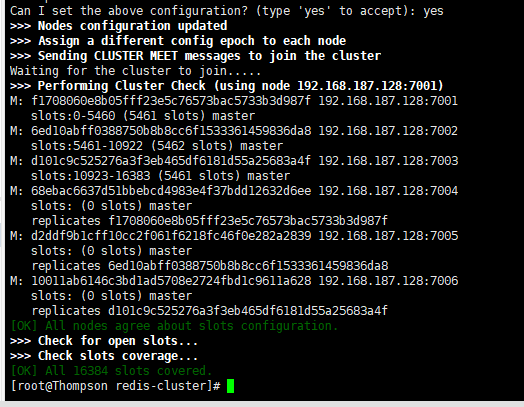 Can I set the above configuration? (type 'yes' to accept): yes
>>> Nodes configuration updated
>>> Assign a different config epoch to each node
>>> Sending CLUSTER MEET messages to join the cluster
Waiting for the cluster to join.....
>>> Performing Cluster Check (using node 192.168.187.128:7001)
M: f1708060e8b05fff23e5c76573bac5733b3d987f 192.168.187.128:7001
slots:0-5460 (5461 slots) master
M: 6ed10abff0388750b8b8cc6f1533361459836da8 192.168.187.128:7002
slots:5461-10922 (5462 slots) master
M: d101c9c525276a3f3eb465df6181d55a25683a4f 192.168.187.128:7003
slots:10923-16383 (5461 slots) master
M: 68ebac6637d51bbebcd4983e4f37bdd12632d6ee 192.168.187.128:7004
slots: (0 slots) master
replicates f1708060e8b05fff23e5c76573bac5733b3d987f
M: d2ddf9b1cff10cc2f061f6218fc46f0e282a2839 192.168.187.128:7005
slots: (0 slots) master
replicates 6ed10abff0388750b8b8cc6f1533361459836da8
M: 10011ab6146c3bd1ad5708e2724fbd1c9611a628 192.168.187.128:7006
slots: (0 slots) master
replicates d101c9c525276a3f3eb465df6181d55a25683a4f
[OK] All nodes agree about slots configuration.
>>> Check for open slots...
>>> Check slots coverage...
[OK] All 16384 slots covered.
[root@Thompson redis-cluster]#